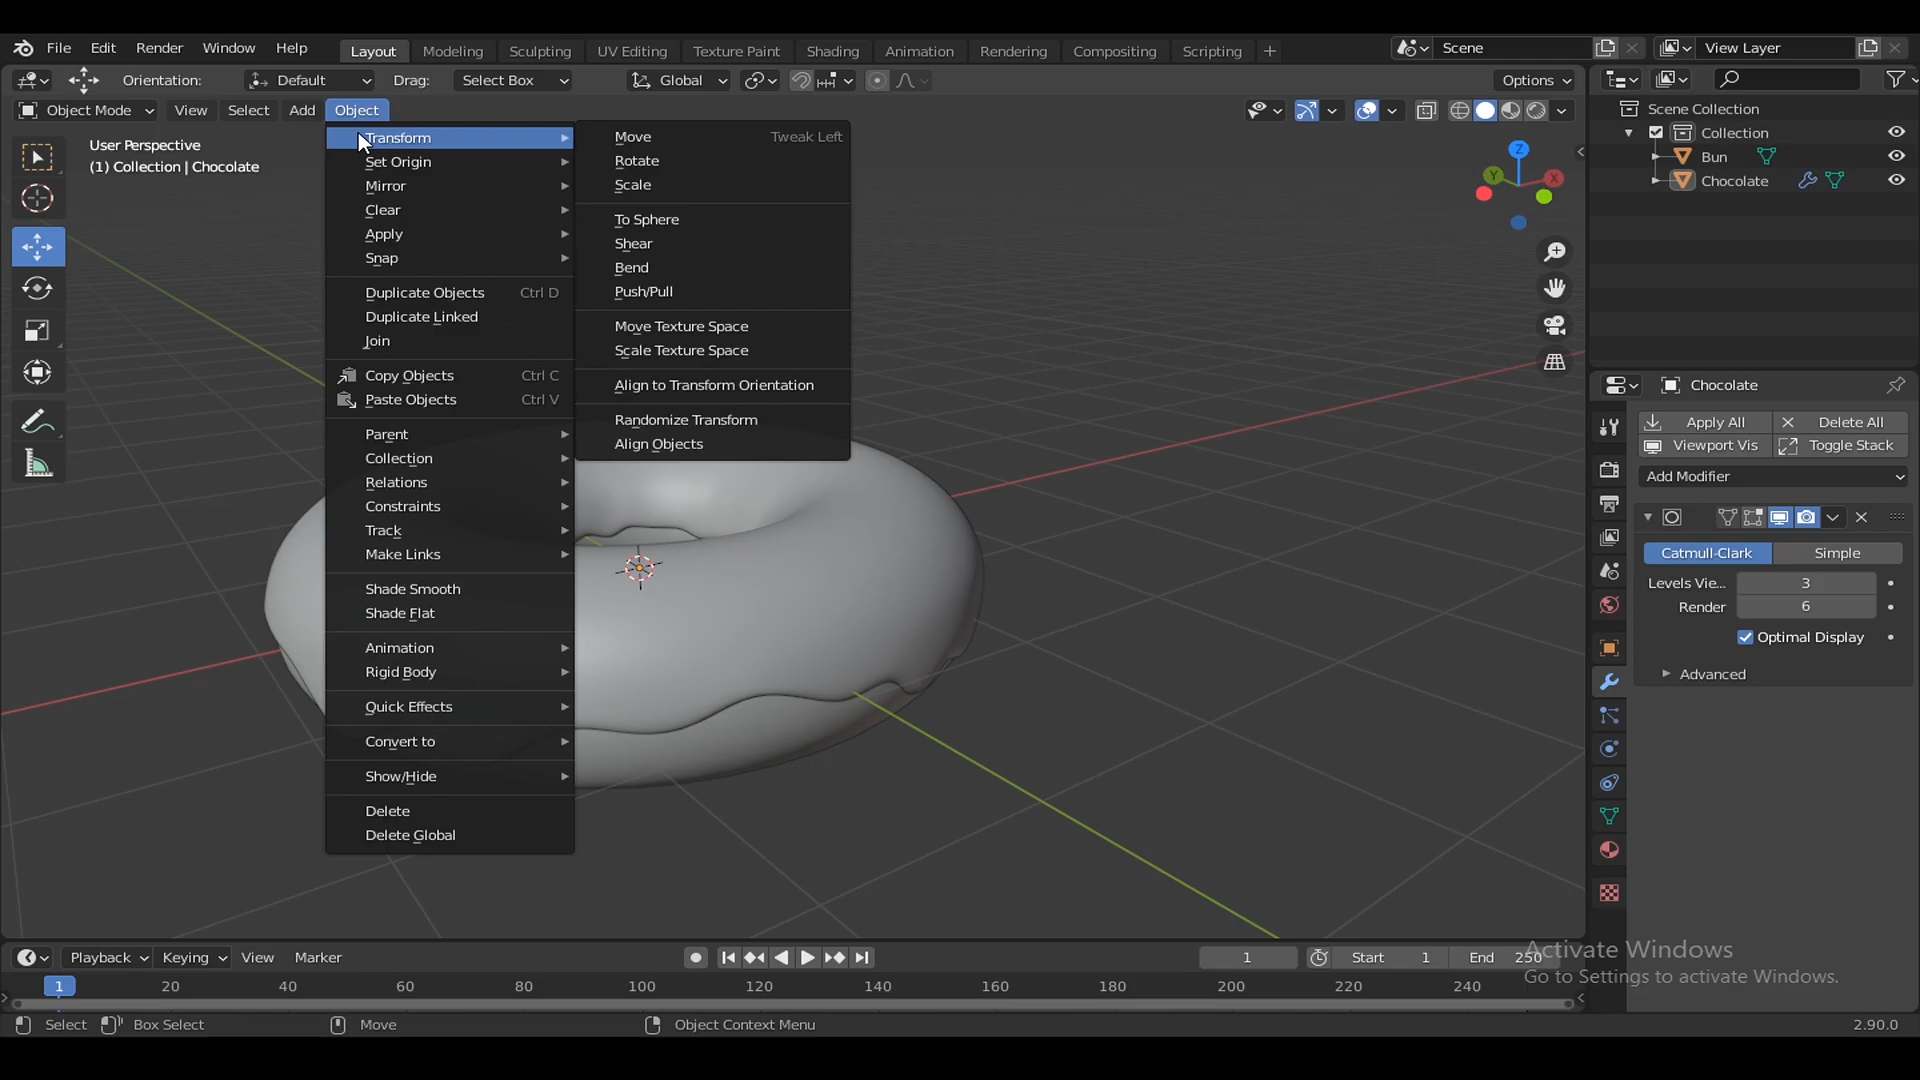 File Edit Render Window Help Layout Modeling Sculpting UV Editing Texture Paint Shading Animation Rendering Compositing Scripting + Scene View Layer
Orientation: Default Drag: Select Box Global Options
Object Mode View Select Add Object
Scene Collection
Collection
Bun
Chocolate
User Perspective
(1) Collection | Chocolate
Transform
Set Origin
Mirror
Clear
Apply
Snap
Duplicate Objects Ctrl D
Duplicate Linked
Join
Copy Objects Ctrl C
Paste Objects Ctrl V
Parent
Collection
Relations
Constraints
Track
Make Links
Shade Smooth
Shade Flat
Animation
Rigid Body
Quick Effects
Convert to
Show/Hide
Delete
Delete Global
Move Tweak Left
Rotate
Scale
To Sphere
Shear
Bend
Push/Pull
Move Texture Space
Scale Texture Space
Align to Transform Orientation
Randomize Transform
Align Objects
Z
Y
X
Chocolate
Apply All Delete All
Viewport Vis Toggle Stack
Add Modifier
Catmull-Clark Simple
Levels Vie... 3
Render 6
Optimal Display
Advanced
Playback Keying View Marker 1 Start 1 End 250
1 20 40 60 80 100 120 140 160 180 200 220 240
Activate Windows
Go to Settings to activate Windows.
Select Box Select Move Object Context Menu 2.90.0